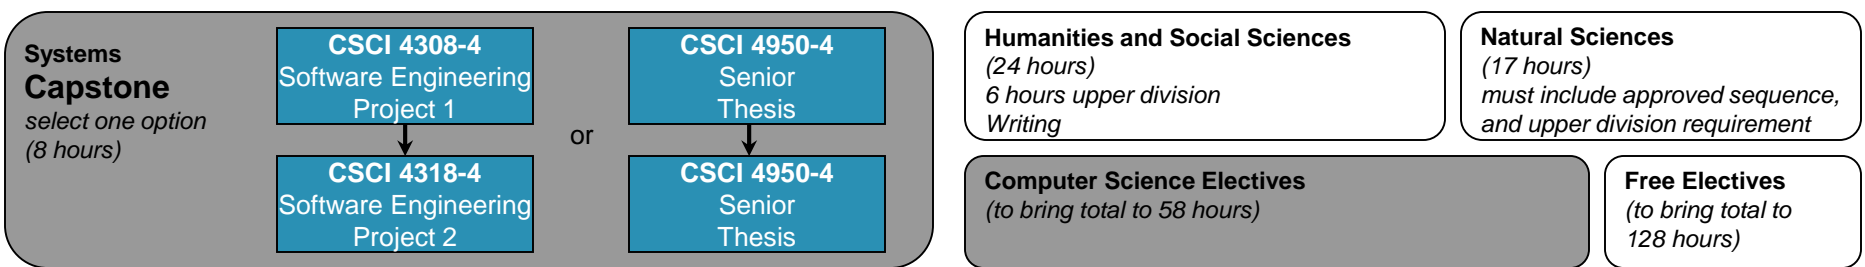 Systems
Capstone
select one option
(8 hours)
CSCI 4308-4
Software Engineering
Project 1
CSCI 4318-4
Software Engineering
Project 2
or
CSCI 4950-4
Senior
Thesis
CSCI 4950-4
Senior
Thesis
Humanities and Social Sciences
(24 hours)
6 hours upper division
Writing
Natural Sciences
(17 hours)
must include approved sequence,
and upper division requirement
Computer Science Electives
(to bring total to 58 hours)
Free Electives
(to bring total to
128 hours)